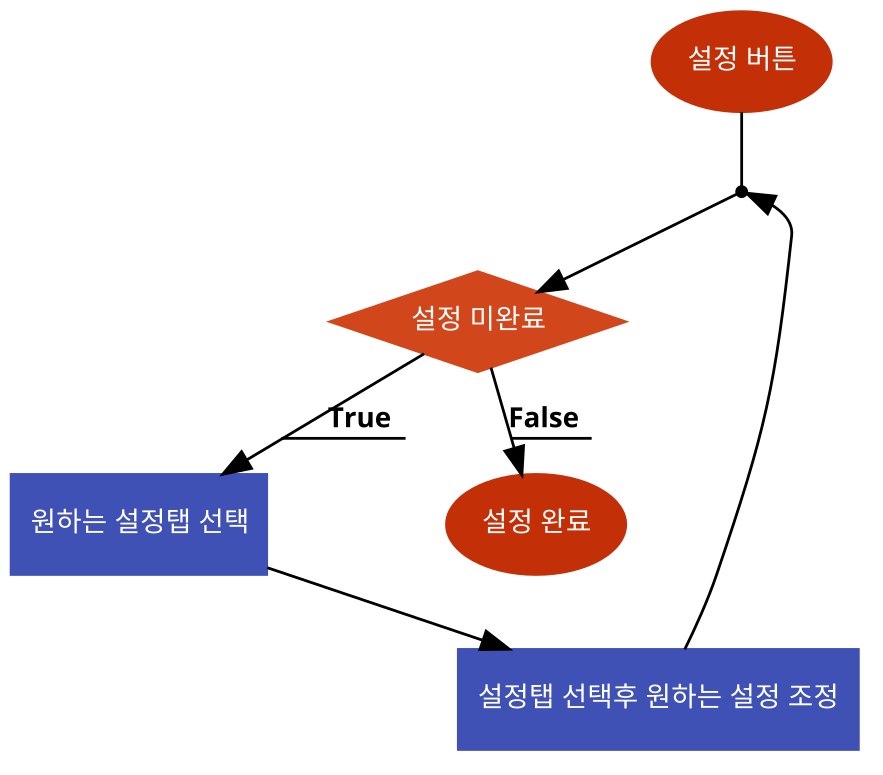 설정 버튼
설정 미완료
True
False
원하는 설정탭 선택
설정 완료
설정탭 선택후 원하는 설정 조정